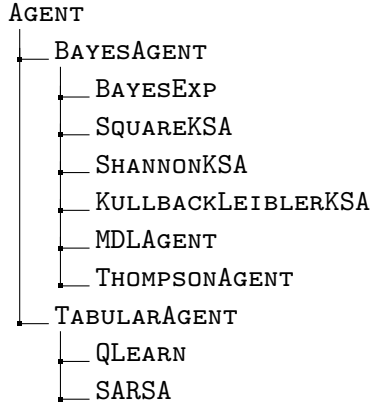 Agent
BayesAgent
BayesExp
SquareKSA
ShannonKSA
KullbackLeiblerKSA
MDLAgent
ThompsonAgent
TabularAgent
QLearn
SARSA